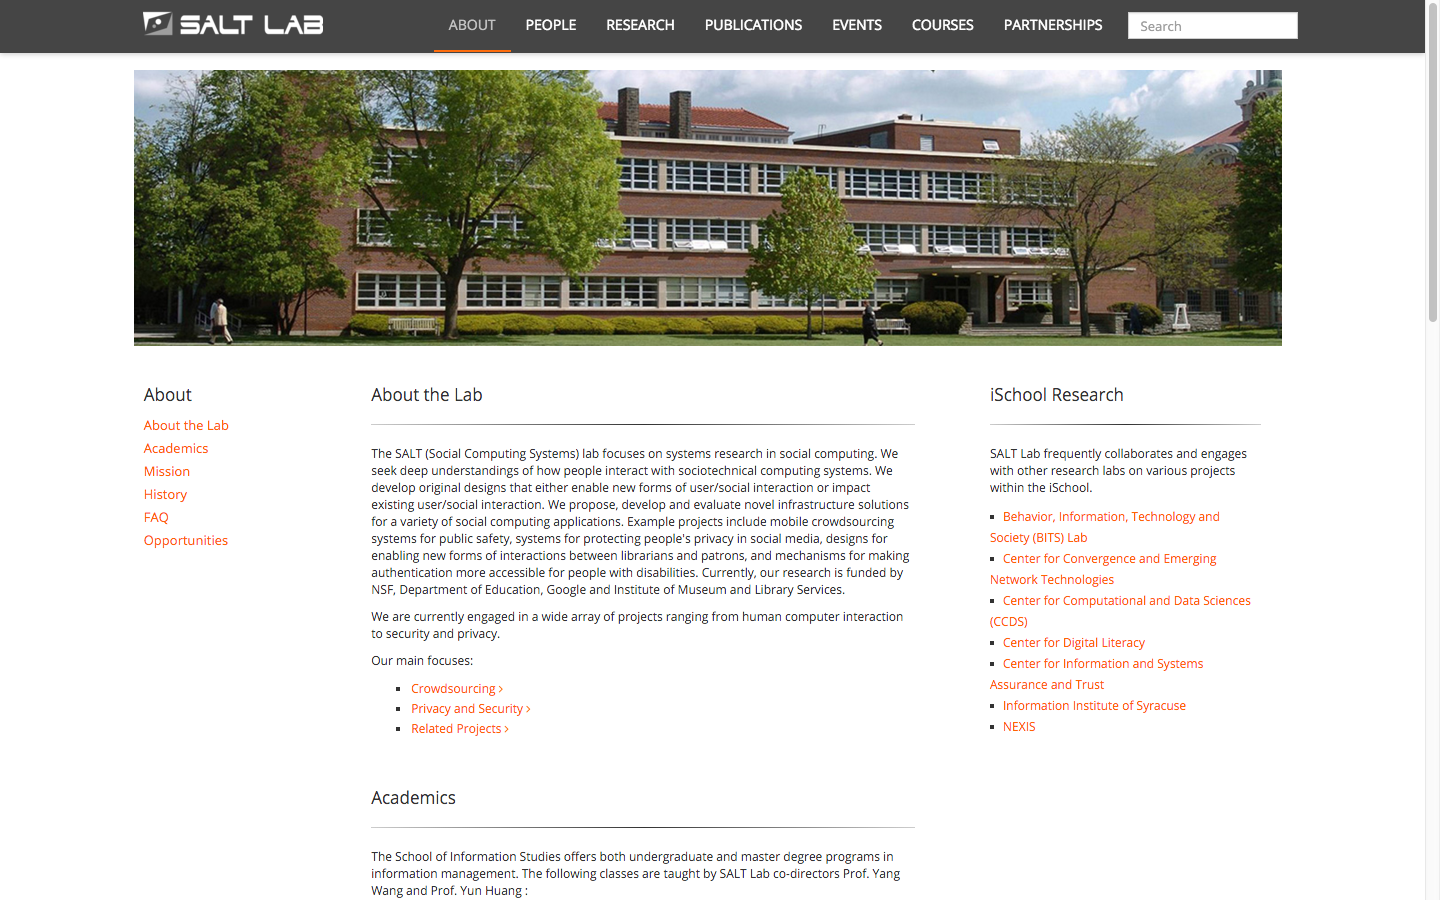 SALT LAB
ABOUT
PEOPLE
RESEARCH
PUBLICATIONS
EVENTS
COURSES
PARTNERSHIPS
Search
About
About the Lab
Academics
Mission
History
FAQ
Opportunities
About the Lab
The SALT (Social Computing Systems) lab focuses on systems research in social computing. We
seek deep understandings of how people interact with sociotechnical computing systems. We
develop original designs that either enable new forms of user/social interaction or impact
existing user/social interaction. We propose, develop and evaluate novel infrastructure solutions
for a variety of social computing applications. Example projects include mobile crowdsourcing
systems for public safety, systems for protecting people's privacy in social media, designs for
enabling new forms of interactions between librarians and patrons, and mechanisms for making
authentication more accessible for people with disabilities. Currently, our research is funded by
NSF, Department of Education, Google and Institute of Museum and Library Services.
We are currently engaged in a wide array of projects ranging from human computer interaction
to security and privacy.
Our main focuses:
Crowdsourcing ›
Privacy and Security ›
Related Projects ›
Academics
The School of Information Studies offers both undergraduate and master degree programs in
information management. The following classes are taught by SALT Lab co-directors Prof. Yang
Wang and Prof. Yun Huang :
iSchool Research
SALT Lab frequently collaborates and engages
with other research labs on various projects
within the iSchool.
Behavior, Information, Technology and
Society (BITS) Lab
Center for Convergence and Emerging
Network Technologies
Center for Computational and Data Sciences
(CCDS)
Center for Digital Literacy
Center for Information and Systems
Assurance and Trust
Information Institute of Syracuse
NEXIS